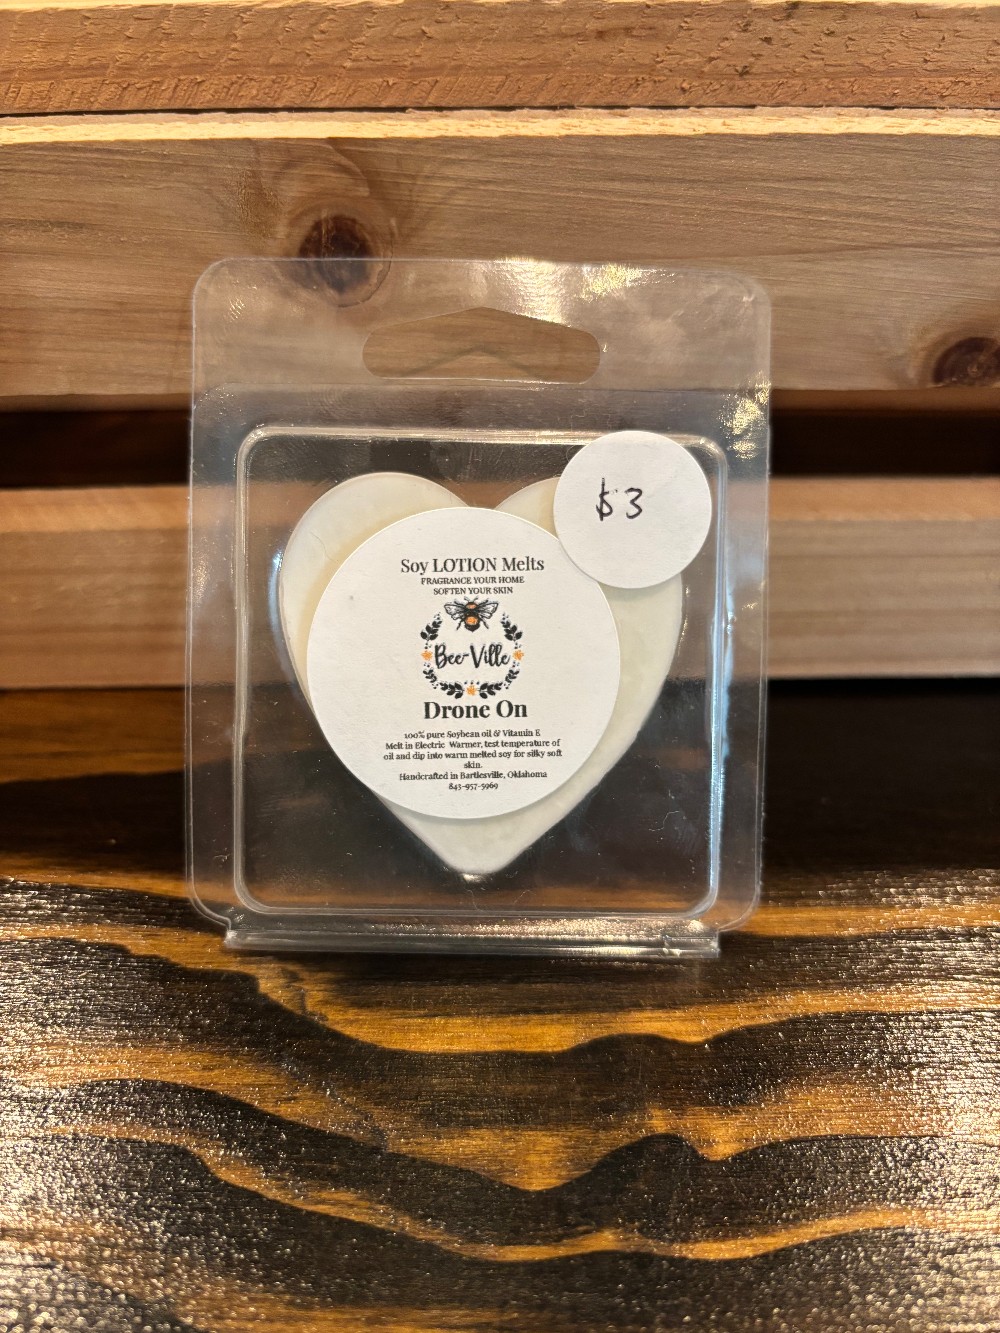 $3
Soy LOTION Melts
FRAGRANCE YOUR HOME
SOFTEN YOUR SKIN
Bee-Ville
Drone On
100% pure Soybean oil & Vitamin E
Melt in Electric Warmer, test temperature of
oil and dip into warm melted soy for silky soft
skin.
Handcrafted in Bartlesville, Oklahoma
843-957-5969